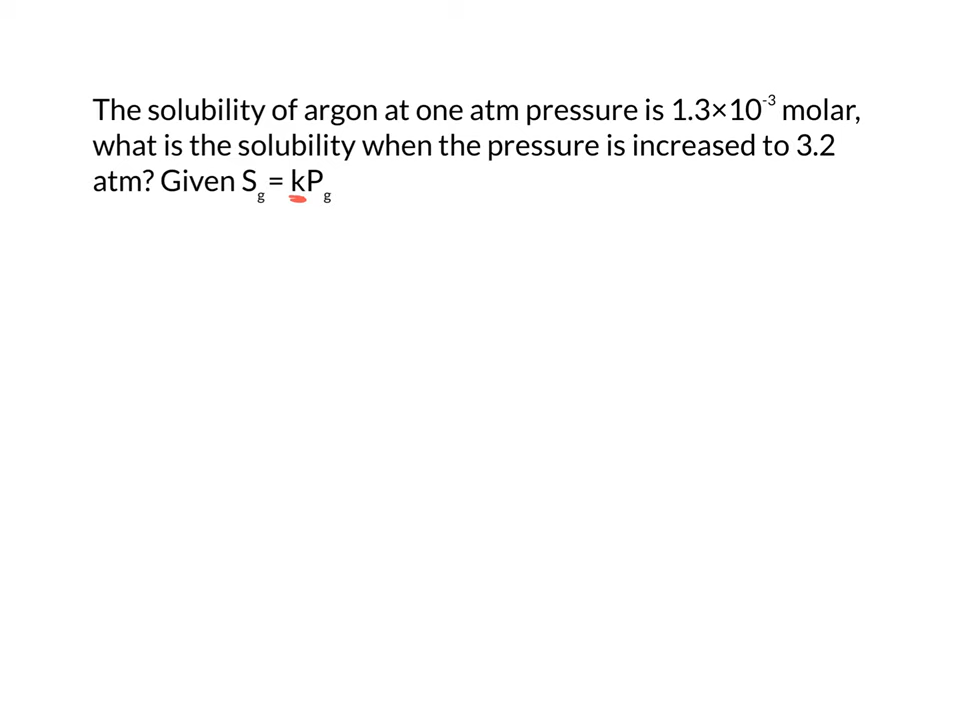 The solubility of argon at one atm pressure is 1.3×10⁻³ molar,
what is the solubility when the pressure is increased to 3.2
atm? Given Sg = kPg